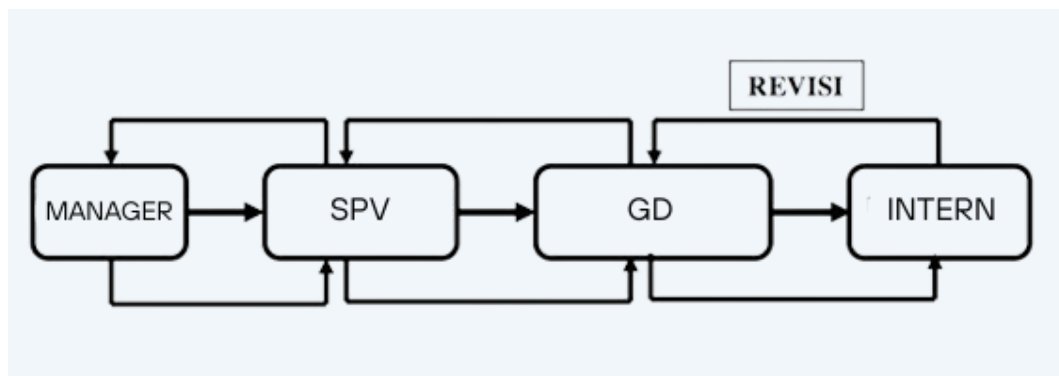 REVISI
MANAGER
SPV
GD
INTERN